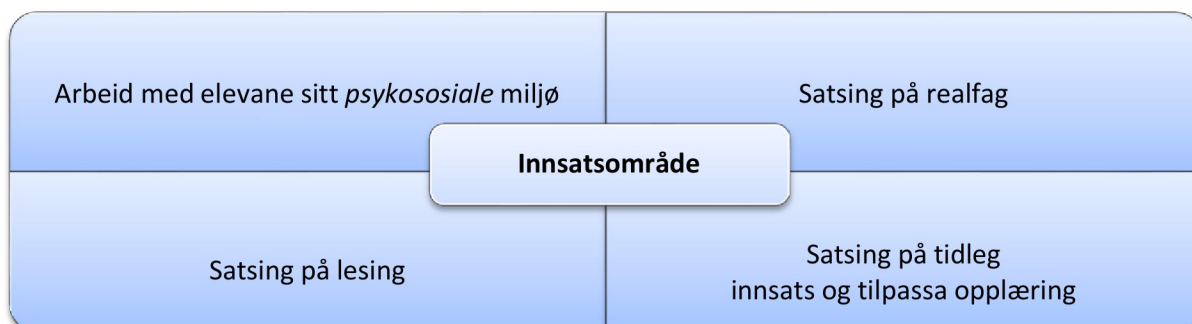 Arbeid med elevane sitt psykososiale miljø
Satsing på realfag
Innsatsområde
Satsing på lesing
Satsing på tidleg
innsats og tilpassa opplæring